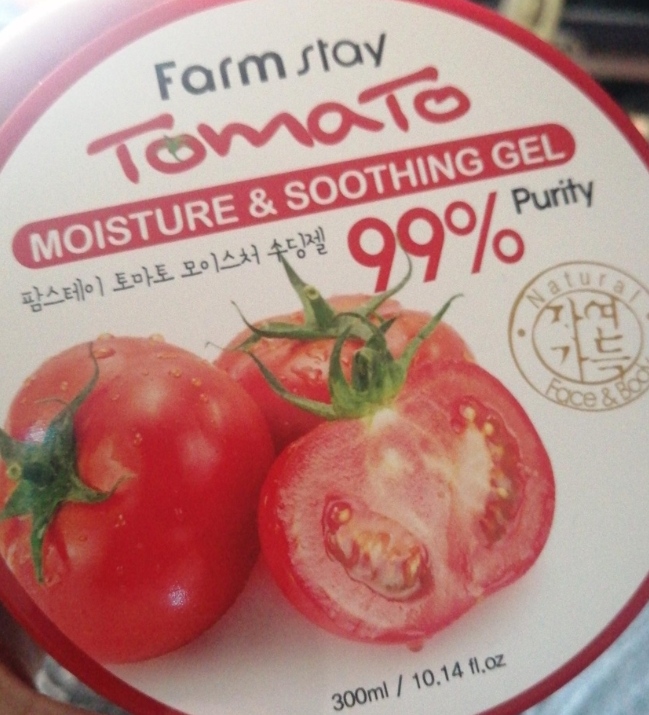 Farm stay
TomaTo
MOISTURE & SOOTHING GEL
팜스테이 토마토 모이스처 수딩젤
99% Purity
Natural
자연
가득
Face & Body
300ml / 10.14 fl.oz